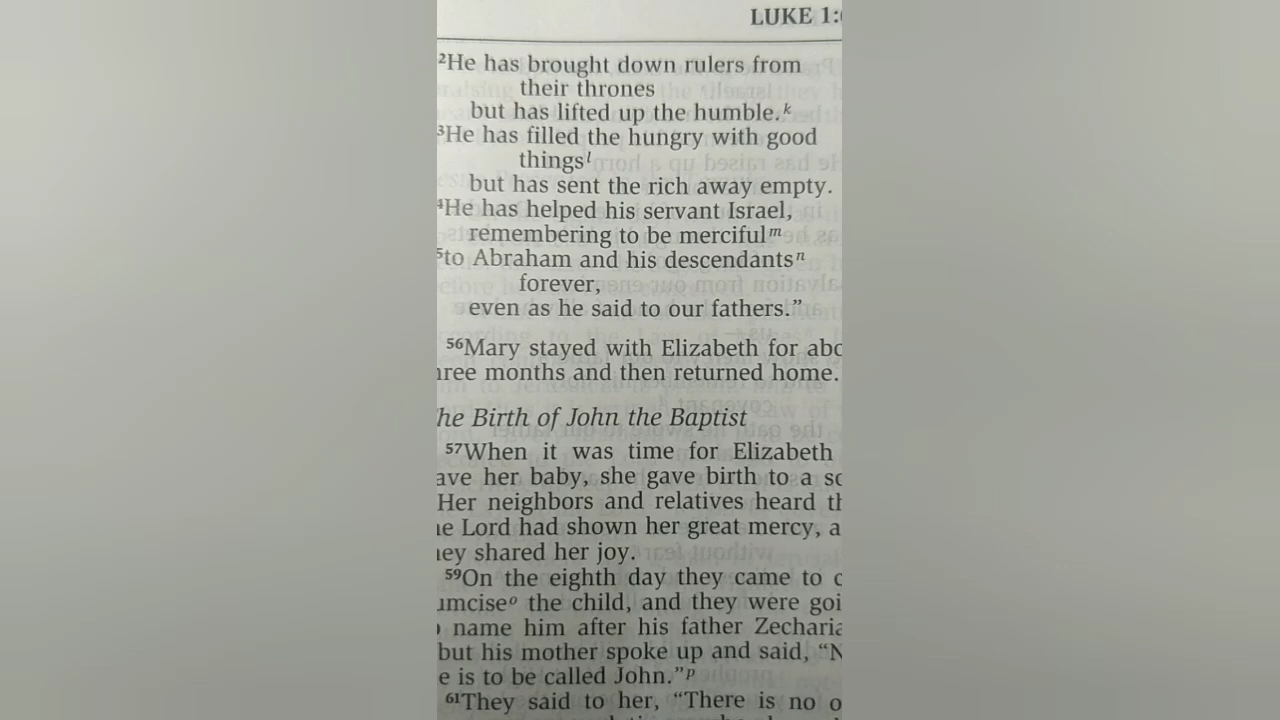 LUKE 1:
²He has brought down rulers from
their thrones
but has lifted up the humble.ᵏ
³He has filled the hungry with good
thingsˡ
but has sent the rich away empty.
⁴He has helped his servant Israel,
remembering to be mercifulᵐ
⁵to Abraham and his descendantsⁿ
forever,
even as he said to our fathers.”
⁵⁶Mary stayed with Elizabeth for abo
ree months and then returned home.
he Birth of John the Baptist
⁵⁷When it was time for Elizabeth
ave her baby, she gave birth to a so
Her neighbors and relatives heard th
e Lord had shown her great mercy, a
ey shared her joy.
⁵⁹On the eighth day they came to c
umciseᵒ the child, and they were goi
name him after his father Zecharia
but his mother spoke up and said, “N
e is to be called John.”ᵖ
⁶¹They said to her, “There is no o